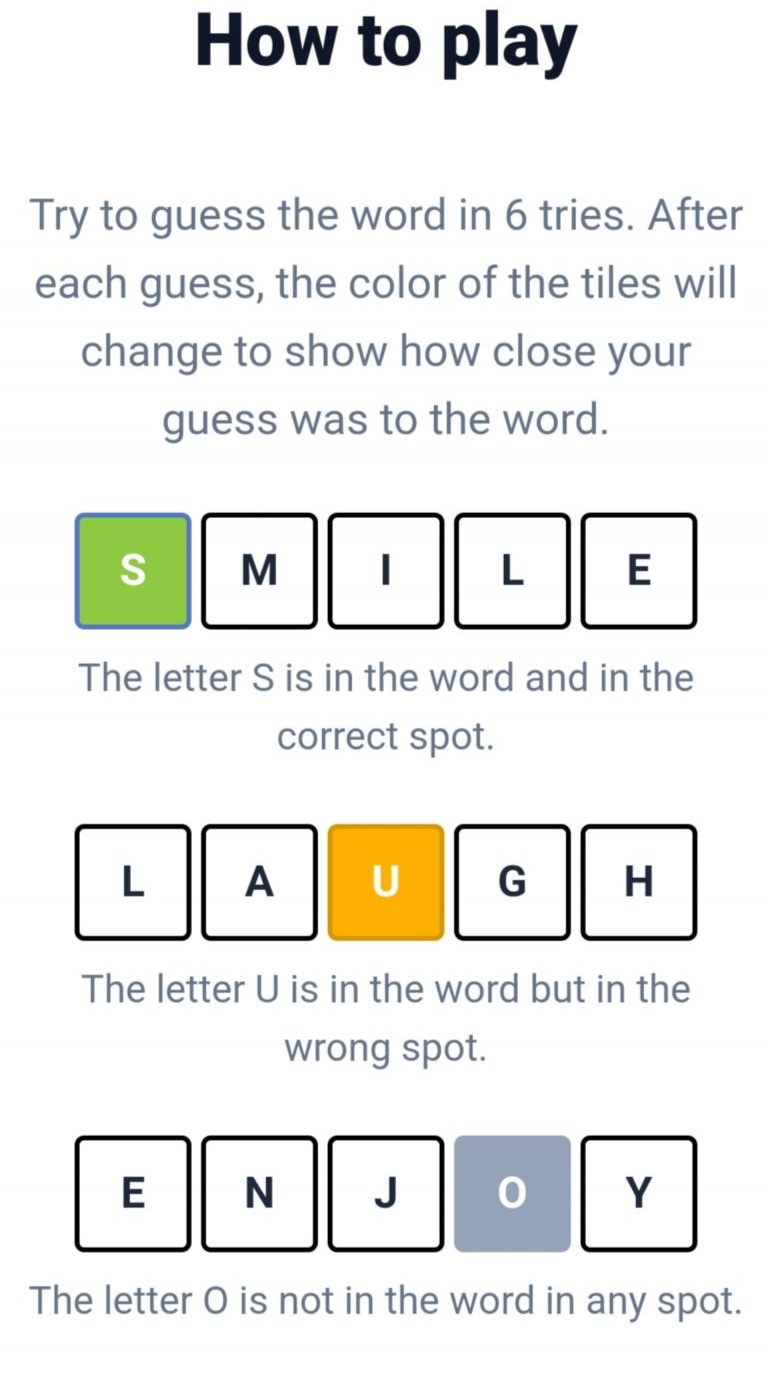 How to play
Try to guess the word in 6 tries. After
each guess, the color of the tiles will
change to show how close your
guess was to the word.
S M I L E
The letter S is in the word and in the
correct spot.
L A U G H
The letter U is in the word but in the
wrong spot.
E N J O Y
The letter O is not in the word in any spot.